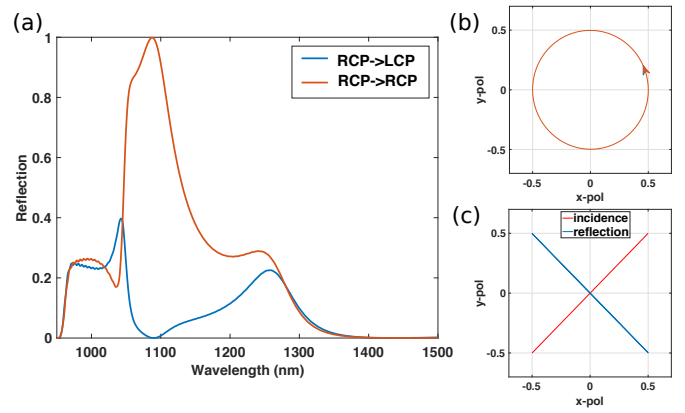 (a)
Reflection
1
0.8
0.6
0.4
0.2
0
1000
1100
1200
1300
1400
1500
Wavelength (nm)
RCP->LCP
RCP->RCP
(b)
y-pol
0.5
0
-0.5
-0.5
0
0.5
x-pol
(c)
y-pol
0.5
0
-0.5
-0.5
0
0.5
x-pol
incidence
reflection